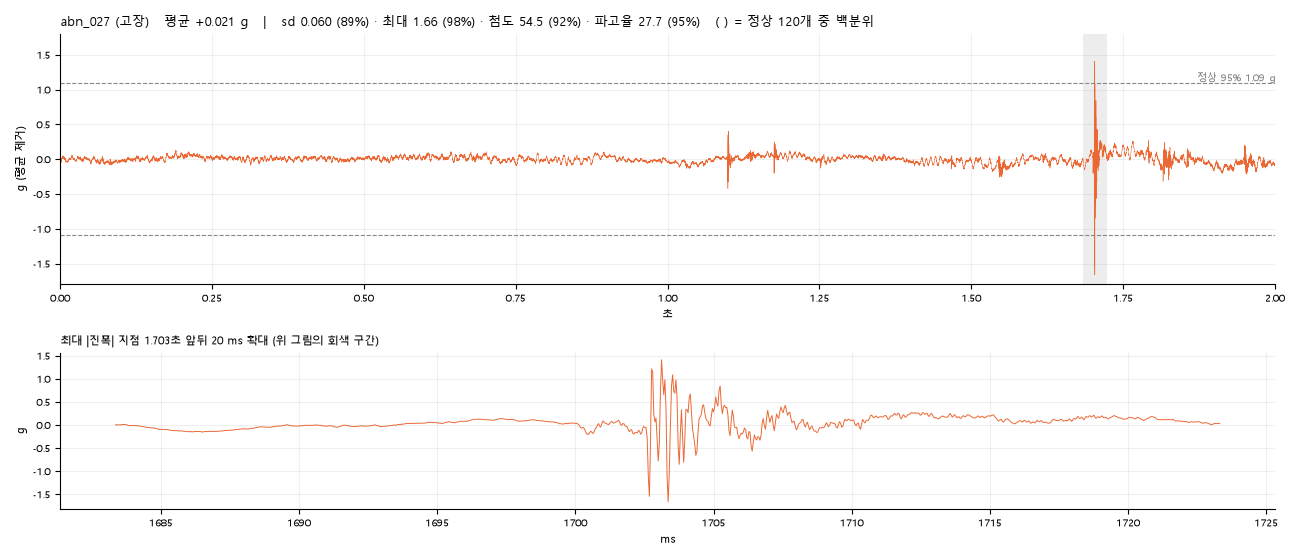 abn_027 (고장)    평균 +0.021 g   |   sd 0.060 (89%) · 최대 1.66 (98%) · 첨도 54.5 (92%) · 파고율 27.7 (95%)    ( ) = 정상 120개 중 백분위
정상 95% 1.09 g
g (평균 제거)
1.5
1.0
0.5
0.0
-0.5
-1.0
-1.5
0.00 0.25 0.50 0.75 1.00 1.25 1.50 1.75 2.00
초
최대 |진폭| 지점 1.703초 앞뒤 20 ms 확대 (위 그림의 회색 구간)
g
1.5
1.0
0.5
0.0
-0.5
-1.0
-1.5
1685 1690 1695 1700 1705 1710 1715 1720 1725
ms